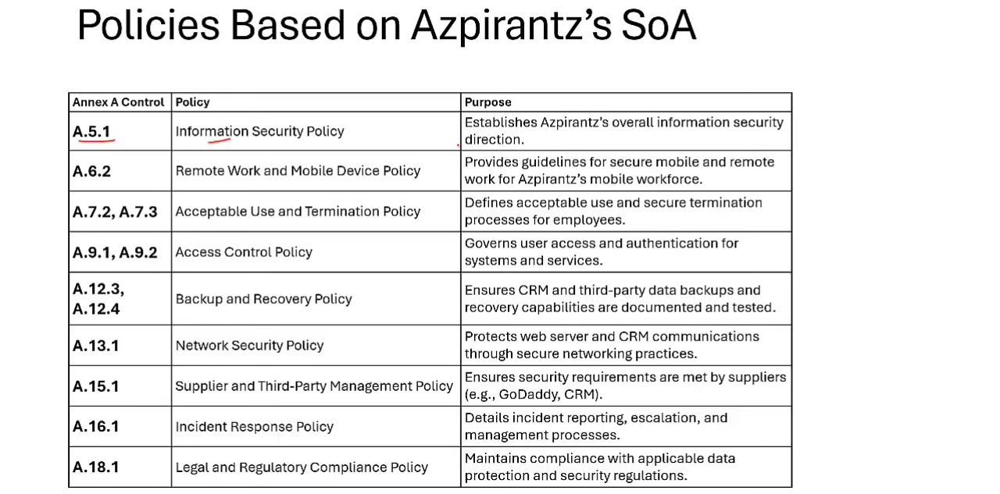 Policies Based on Azpirantz’s SoA
Annex A Control Policy Purpose
A.5.1 Information Security Policy Establishes Azpirantz’s overall information security
direction.
A.6.2 Remote Work and Mobile Device Policy Provides guidelines for secure mobile and remote
work for Azpirantz’s mobile workforce.
A.7.2, A.7.3 Acceptable Use and Termination Policy Defines acceptable use and secure termination
processes for employees.
A.9.1, A.9.2 Access Control Policy Governs user access and authentication for
systems and services.
A.12.3,
A.12.4 Backup and Recovery Policy Ensures CRM and third-party data backups and
recovery capabilities are documented and tested.
A.13.1 Network Security Policy Protects web server and CRM communications
through secure networking practices.
A.15.1 Supplier and Third-Party Management Policy Ensures security requirements are met by suppliers
(e.g., GoDaddy, CRM).
A.16.1 Incident Response Policy Details incident reporting, escalation, and
management processes.
A.18.1 Legal and Regulatory Compliance Policy Maintains compliance with applicable data
protection and security regulations.